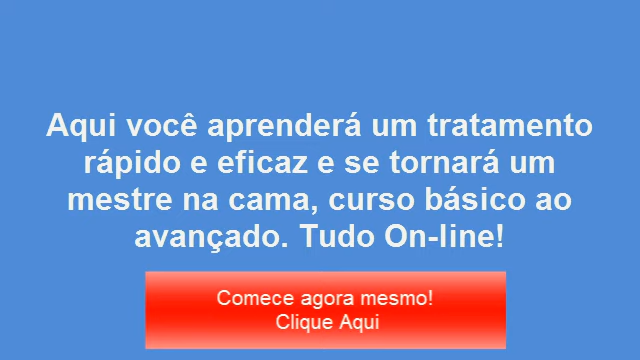 Aqui você aprenderá um tratamento
rápido e eficaz e se tornará um
mestre na cama, curso básico ao
avançado. Tudo On-line!
Comece agora mesmo!
Clique Aqui